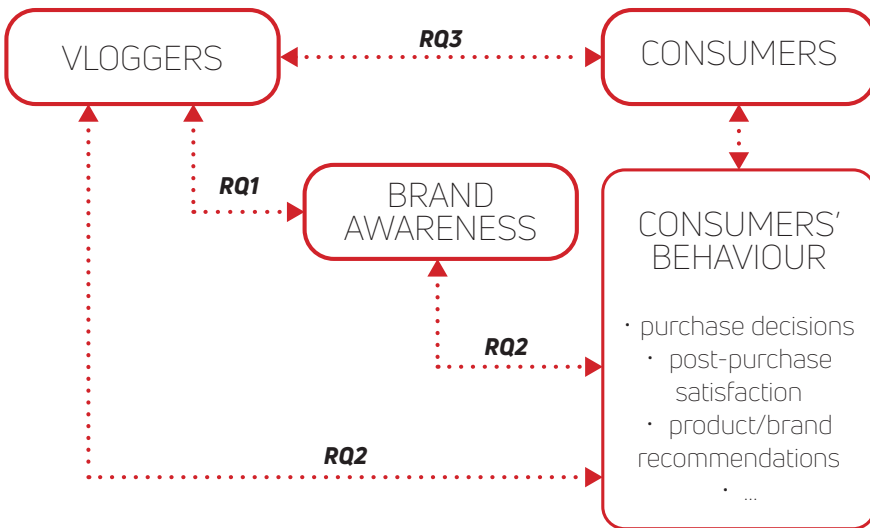 VLOGGERS
RQ3
CONSUMERS
RQ1
BRAND
AWARENESS
CONSUMERS’
BEHAVIOUR
· purchase decisions
· post-purchase
satisfaction
· product/brand
recommendations
· ...
RQ2
RQ2